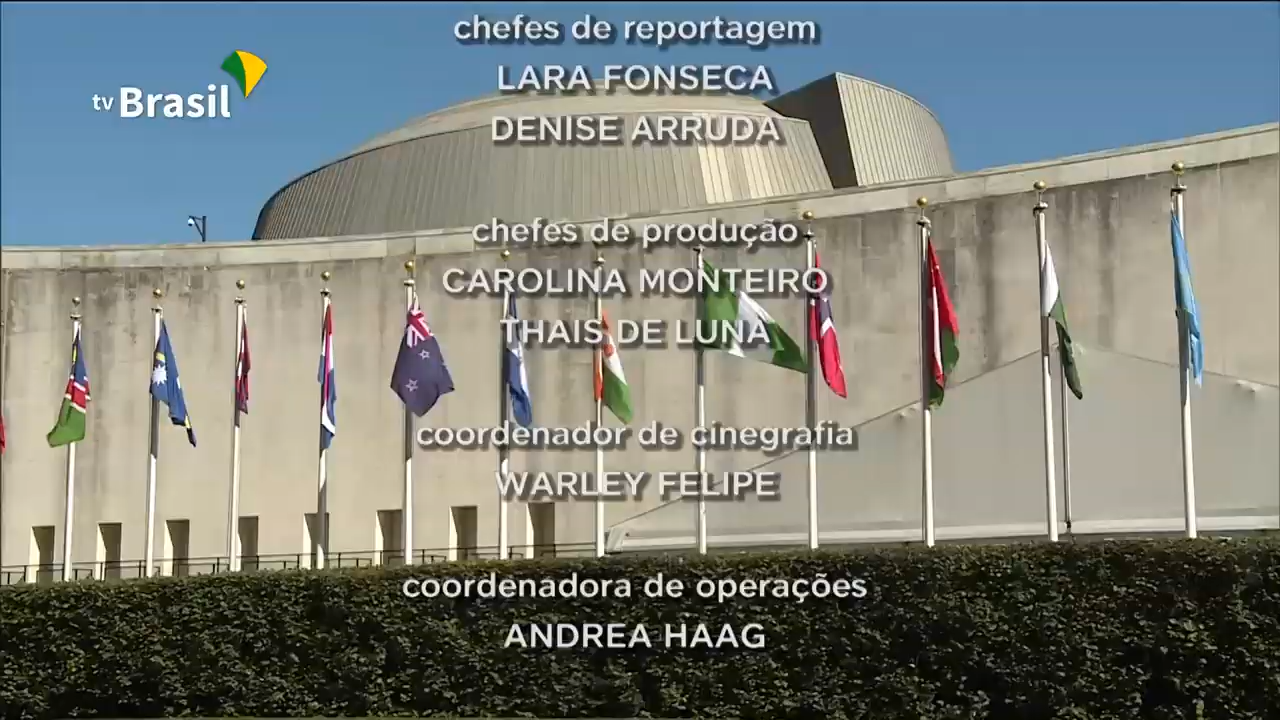 chefes de reportagem
LARA FONSECA
DENISE ARRUDA
tv Brasil
chefes de produção
CAROLINA MONTEIRO
THAIS DE LUNA
coordenador de cinegrafia
WARLEY FELIPE
coordenadora de operações
ANDREA HAAG